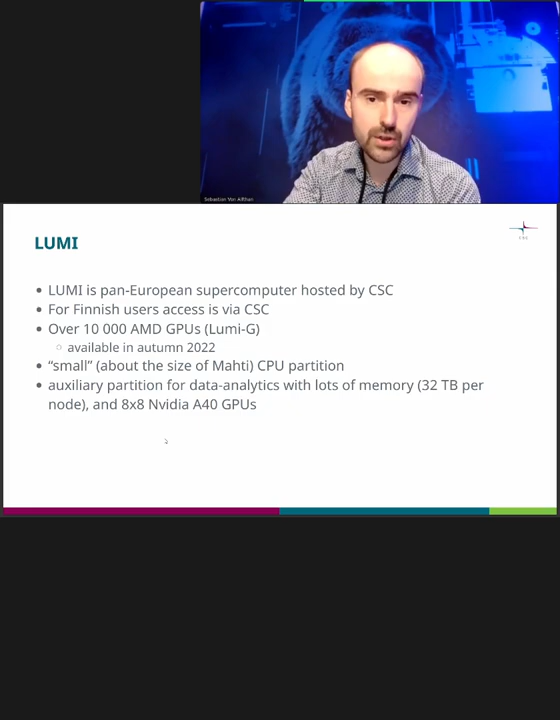 Sebastian Von Alfthan
LUMI
CSC
• LUMI is pan-European supercomputer hosted by CSC
• For Finnish users access is via CSC
• Over 10 000 AMD GPUs (Lumi-G)
○ available in autumn 2022
• “small” (about the size of Mahti) CPU partition
• auxiliary partition for data-analytics with lots of memory (32 TB per
node), and 8x8 Nvidia A40 GPUs